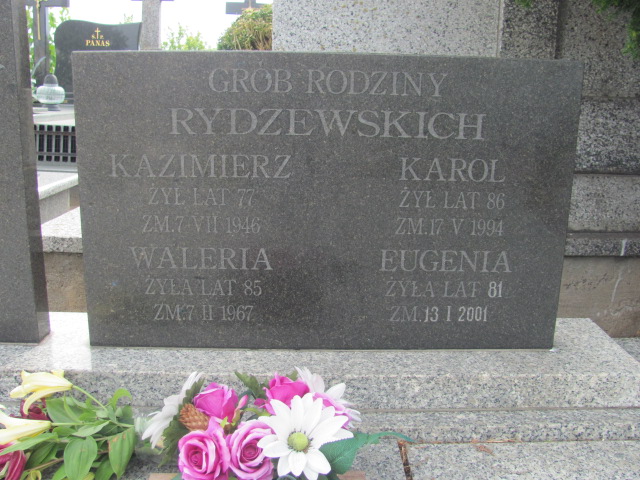 Ś.P.
PANAS
GRÓB RODZINY
RYDZEWSKICH
KAZIMIERZ
ŻYŁ LAT 77
ZM.7 VII 1946
WALERIA
ŻYŁA LAT 85
ZM.7 II 1967
KAROL
ŻYŁ LAT 86
ZM.17 V 1994
EUGENIA
ŻYŁA LAT 81
ZM.13 I 2001